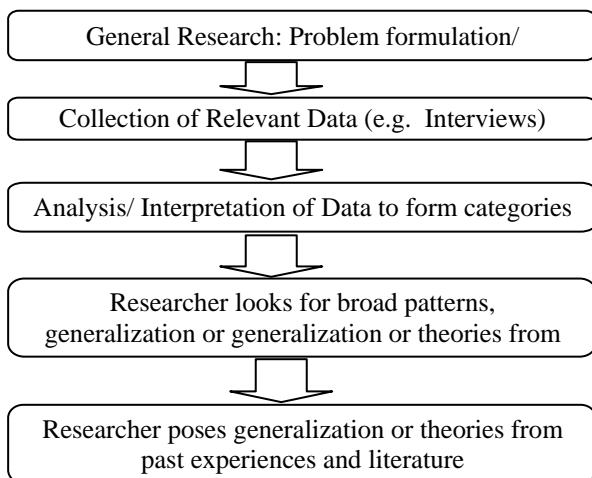 General Research: Problem formulation/
Collection of Relevant Data (e.g. Interviews)
Analysis/ Interpretation of Data to form categories
Researcher looks for broad patterns,
generalization or generalization or theories from
Researcher poses generalization or theories from
past experiences and literature